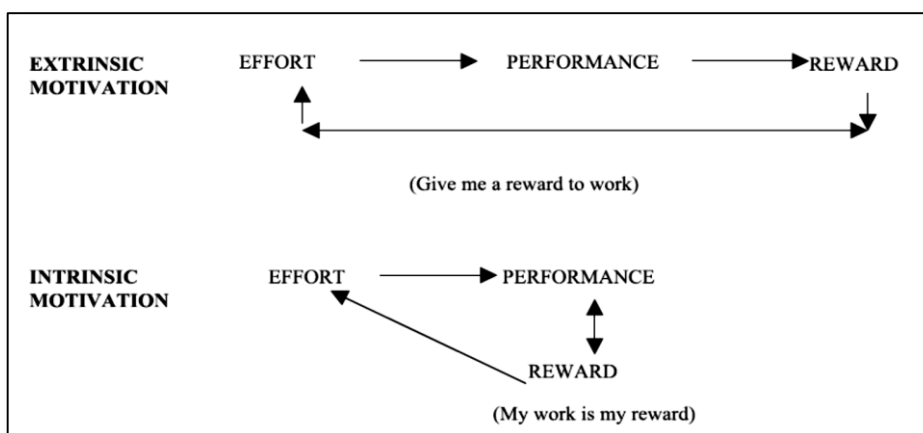 EXTRINSIC MOTIVATION
EFFORT PERFORMANCE REWARD
(Give me a reward to work)
INTRINSIC MOTIVATION
EFFORT PERFORMANCE
REWARD
(My work is my reward)